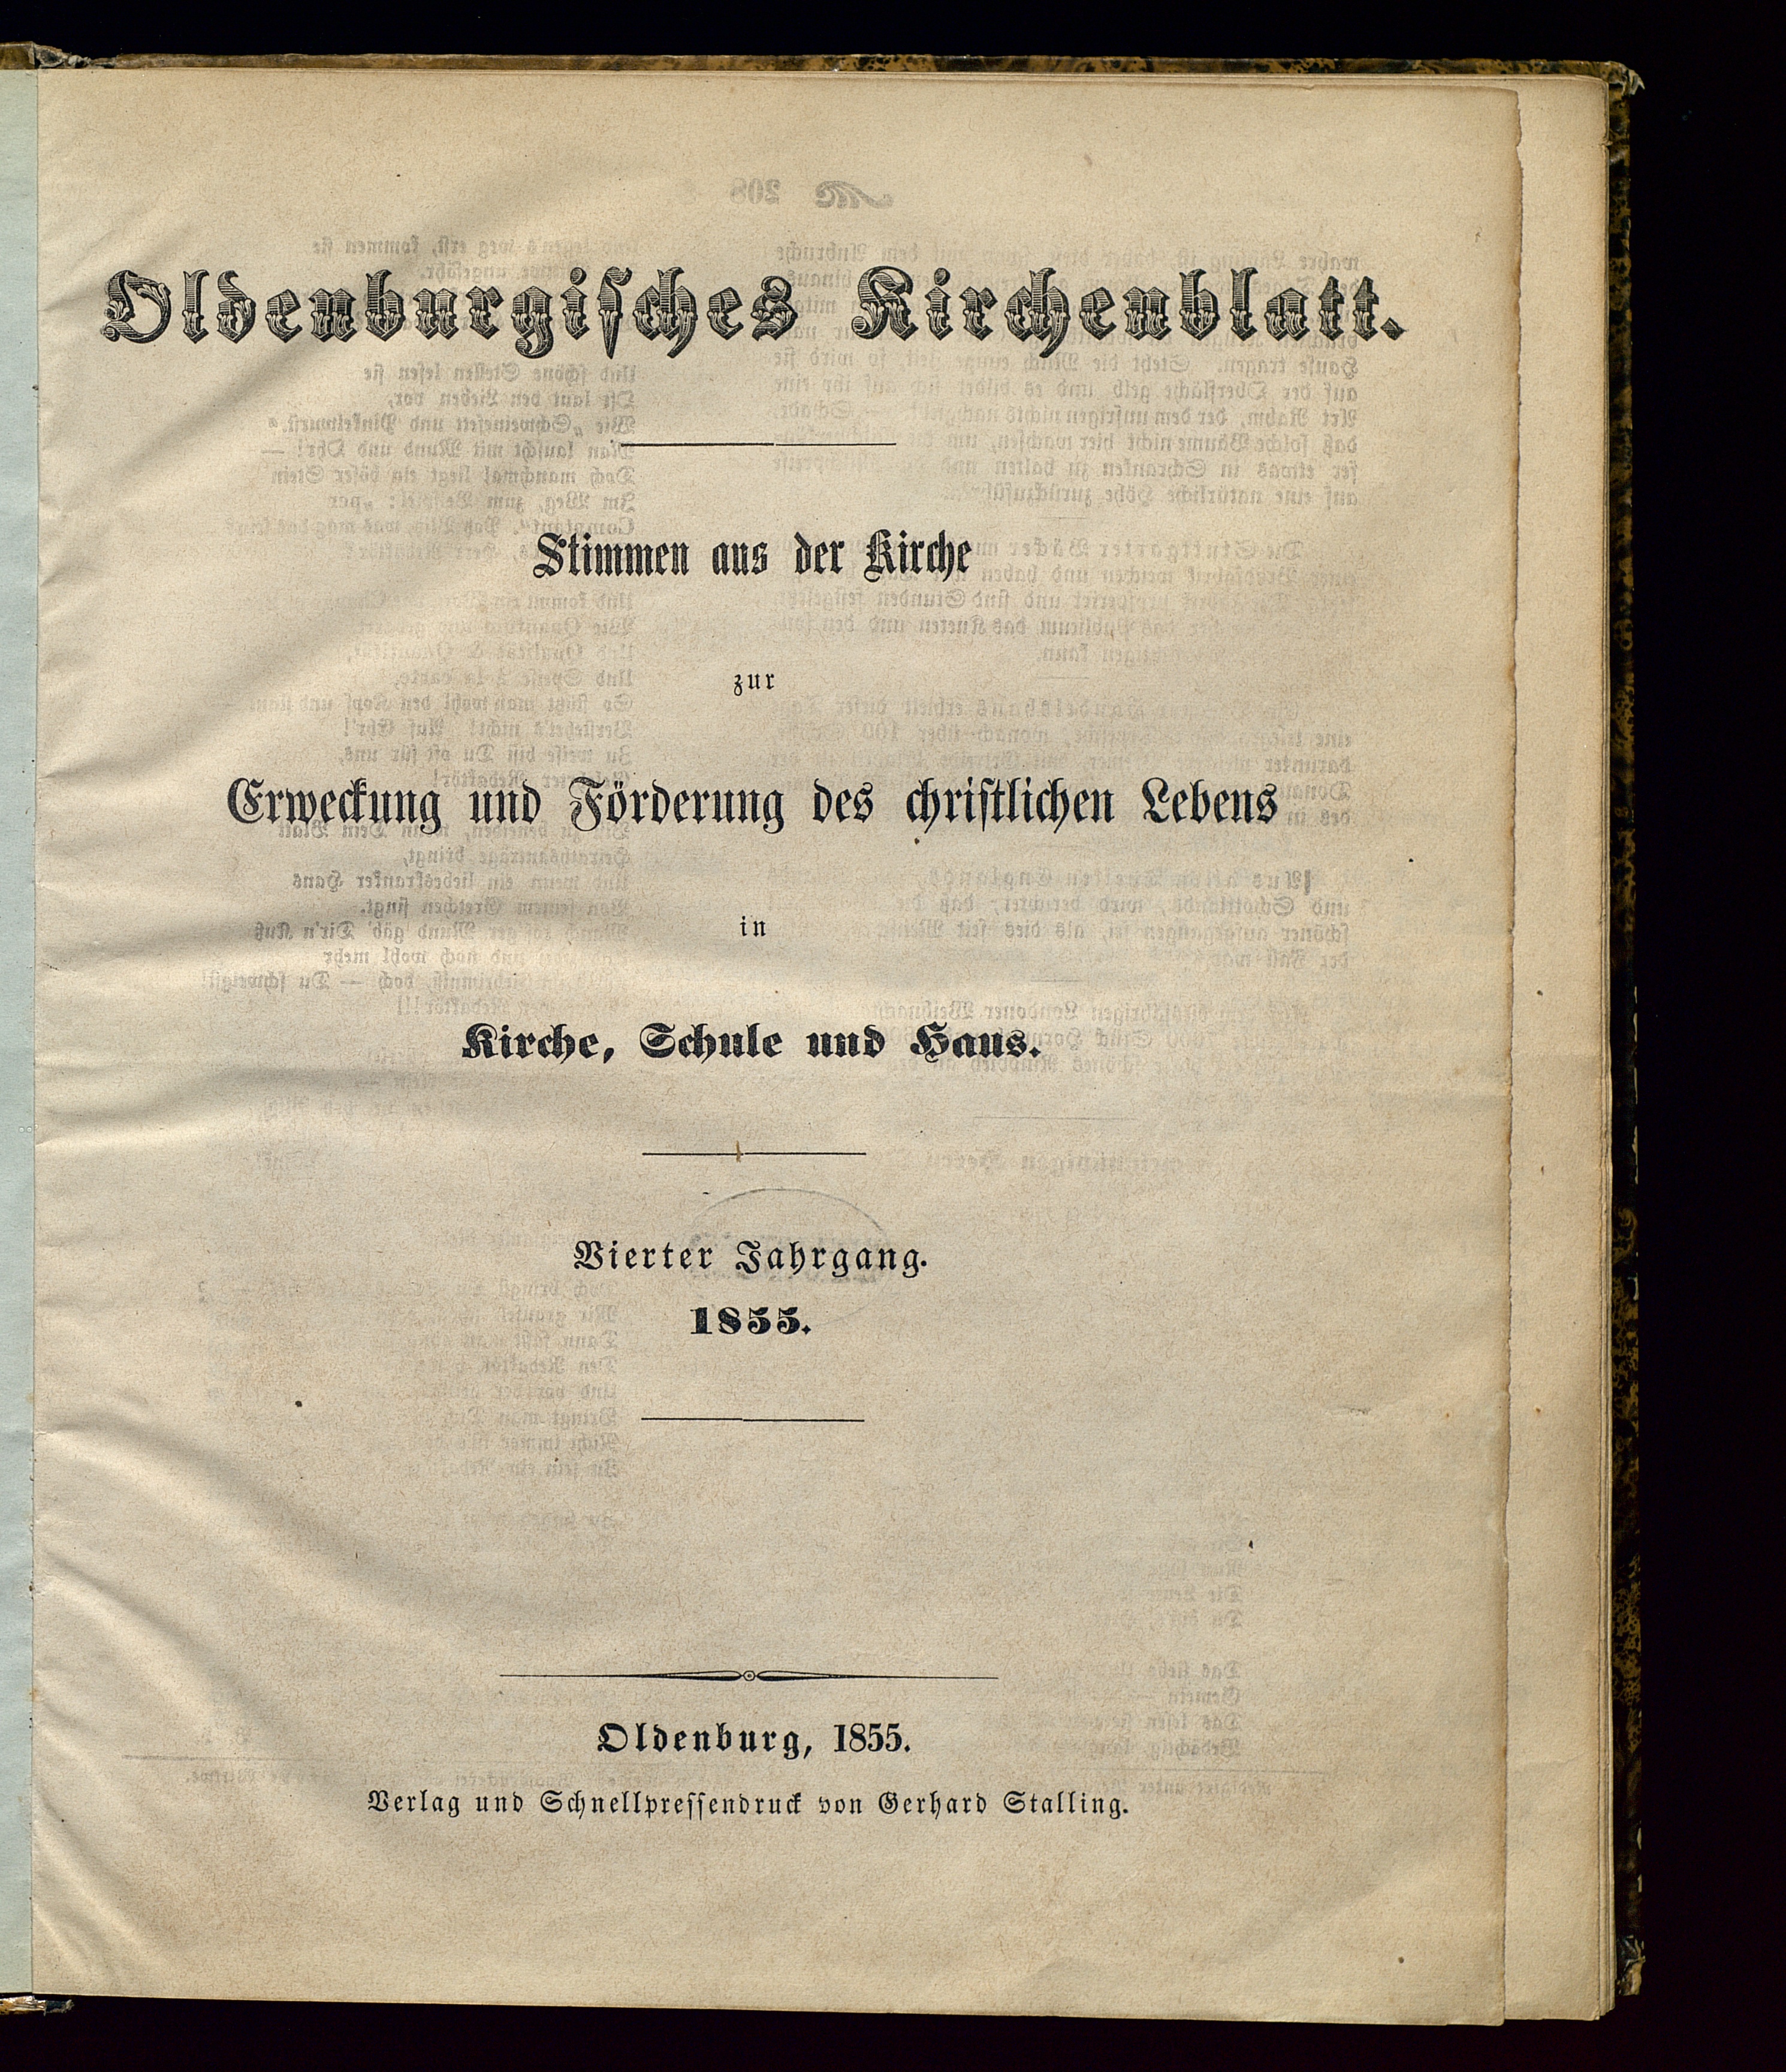 Oldenburgisches Kirchenblatt.
Stimmen aus der Kirche
zur
Erweckung und Förderung des christlichen Lebens
in
Kirche, Schule und Haus.
Vierter Jahrgang.
1855.
Oldenburg, 1855.
Verlag und Schnellpressendruck von Gerhard Stalling.